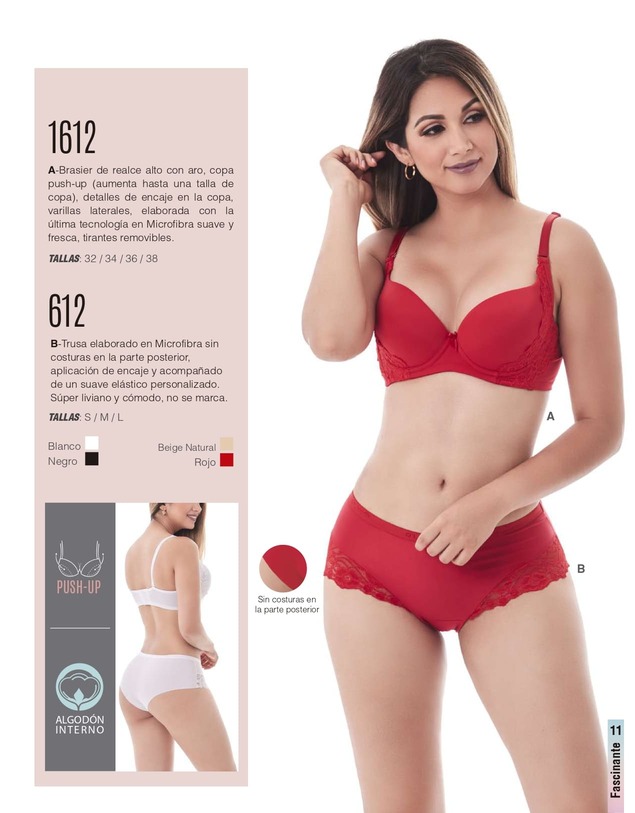 1612
A-Brasier de realce alto con aro, copa
push-up (aumenta hasta una talla de
copa), detalles de encaje en la copa,
varillas laterales, elaborada con la
última tecnología en Microfibra suave y
fresca, tirantes removibles.
TALLAS: 32 / 34 / 36 / 38
612
B-Trusa elaborado en Microfibra sin
costuras en la parte posterior,
aplicación de encaje y acompañado
de un suave elástico personalizado.
Súper liviano y cómodo, no se marca.
TALLAS: S / M / L
Blanco
Beige Natural
Negro
Rojo
A
B
PUSH-UP
ALGODÓN
INTERNO
Sin costuras en
la parte posterior
Fascinante 11